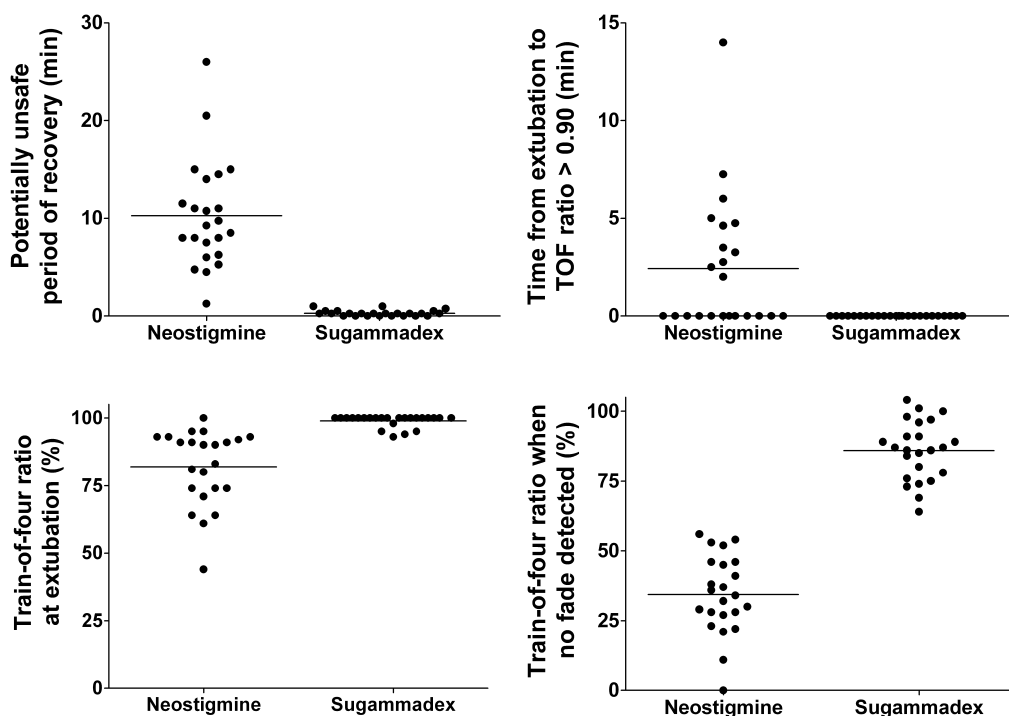 Potentially unsafe
period of recovery (min)
30
20
10
0
Neostigmine
Sugammadex
Time from extubation to
TOF ratio > 0.90 (min)
15
10
5
0
Neostigmine
Sugammadex
Train-of-four ratio
at extubation (%)
100
75
50
25
0
Neostigmine
Sugammadex
Train-of-four ratio when
no fade detected (%)
100
75
50
25
0
Neostigmine
Sugammadex